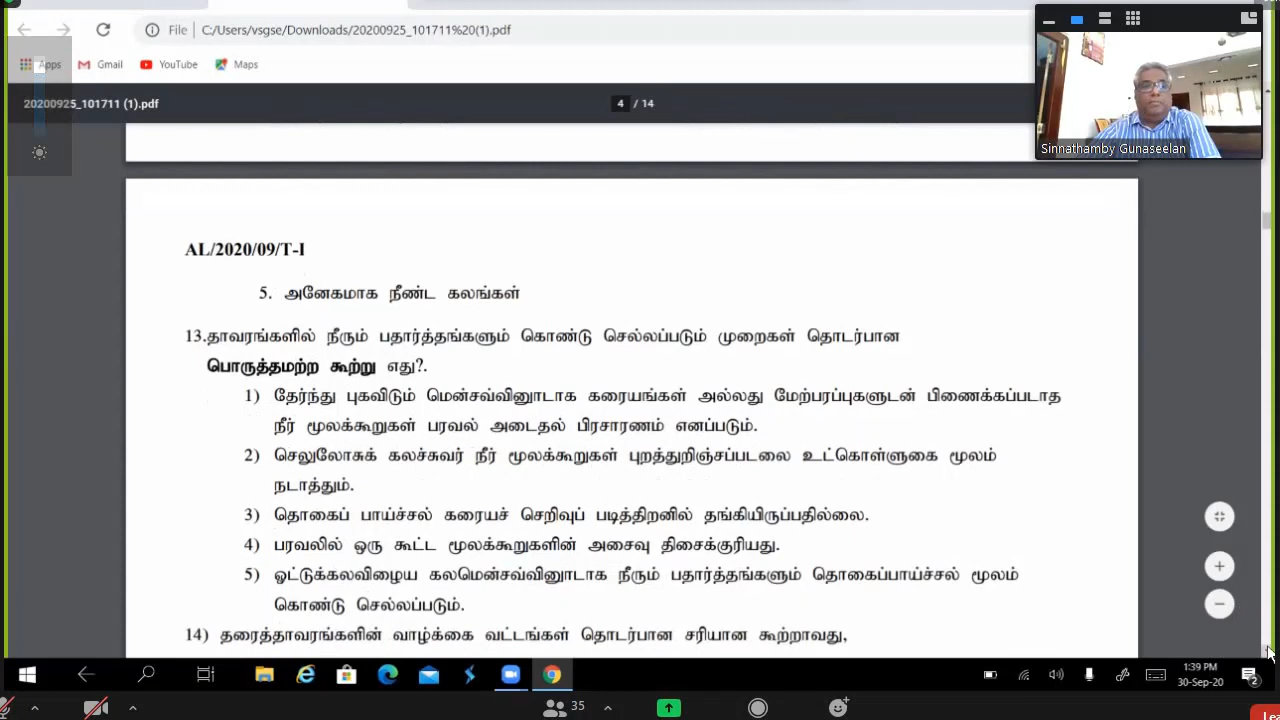 File
C:/Users/vsgse/Downloads/20200925_101711%20(1).pdf
Apps
Gmail
YouTube
Maps
20200925_101711 (1).pdf
4 / 14
Sinnathamby Gunaseelan
AL/2020/09/T-I
5. அனேகமாக நீண்ட கலங்கள்
13.தாவரங்களில் நீரும் பதார்த்தங்களும் கொண்டு செல்லப்படும் முறைகள் தொடர்பான
பொருத்தமற்ற கூற்று எது?.
1) தேர்ந்து புகவிடும் மென்சவ்வினூடாக கரையங்கள் அல்லது மேற்பரப்புகளுடன் பிணைக்கப்படாத
நீர் மூலக்கூறுகள் பரவல் அடைதல் பிரசாரணம் எனப்படும்.
2) செலுலோசுக் கலச்சுவர் நீர் மூலக்கூறுகள் புறத்துறிஞ்சப்படலை உட்கொள்ளுகை மூலம்
நடாத்தும்.
3) தொகைப் பாய்ச்சல் கரையச் செறிவுப் படித்திறனில் தங்கியிருப்பதில்லை.
4) பரவலில் ஒரு கூட்ட மூலக்கூறுகளின் அசைவு திசைக்குரியது.
5) ஓட்டுக்கலவிழைய கலமென்சவ்வினூடாக நீரும் பதார்த்தங்களும் தொகைப்பாய்ச்சல் மூலம்
கொண்டு செல்லப்படும்.
14) தரைத்தாவரங்களின் வாழ்க்கை வட்டங்கள் தொடர்பான சரியான கூற்றாவது,
1:39 PM
30-Sep-20
2
35